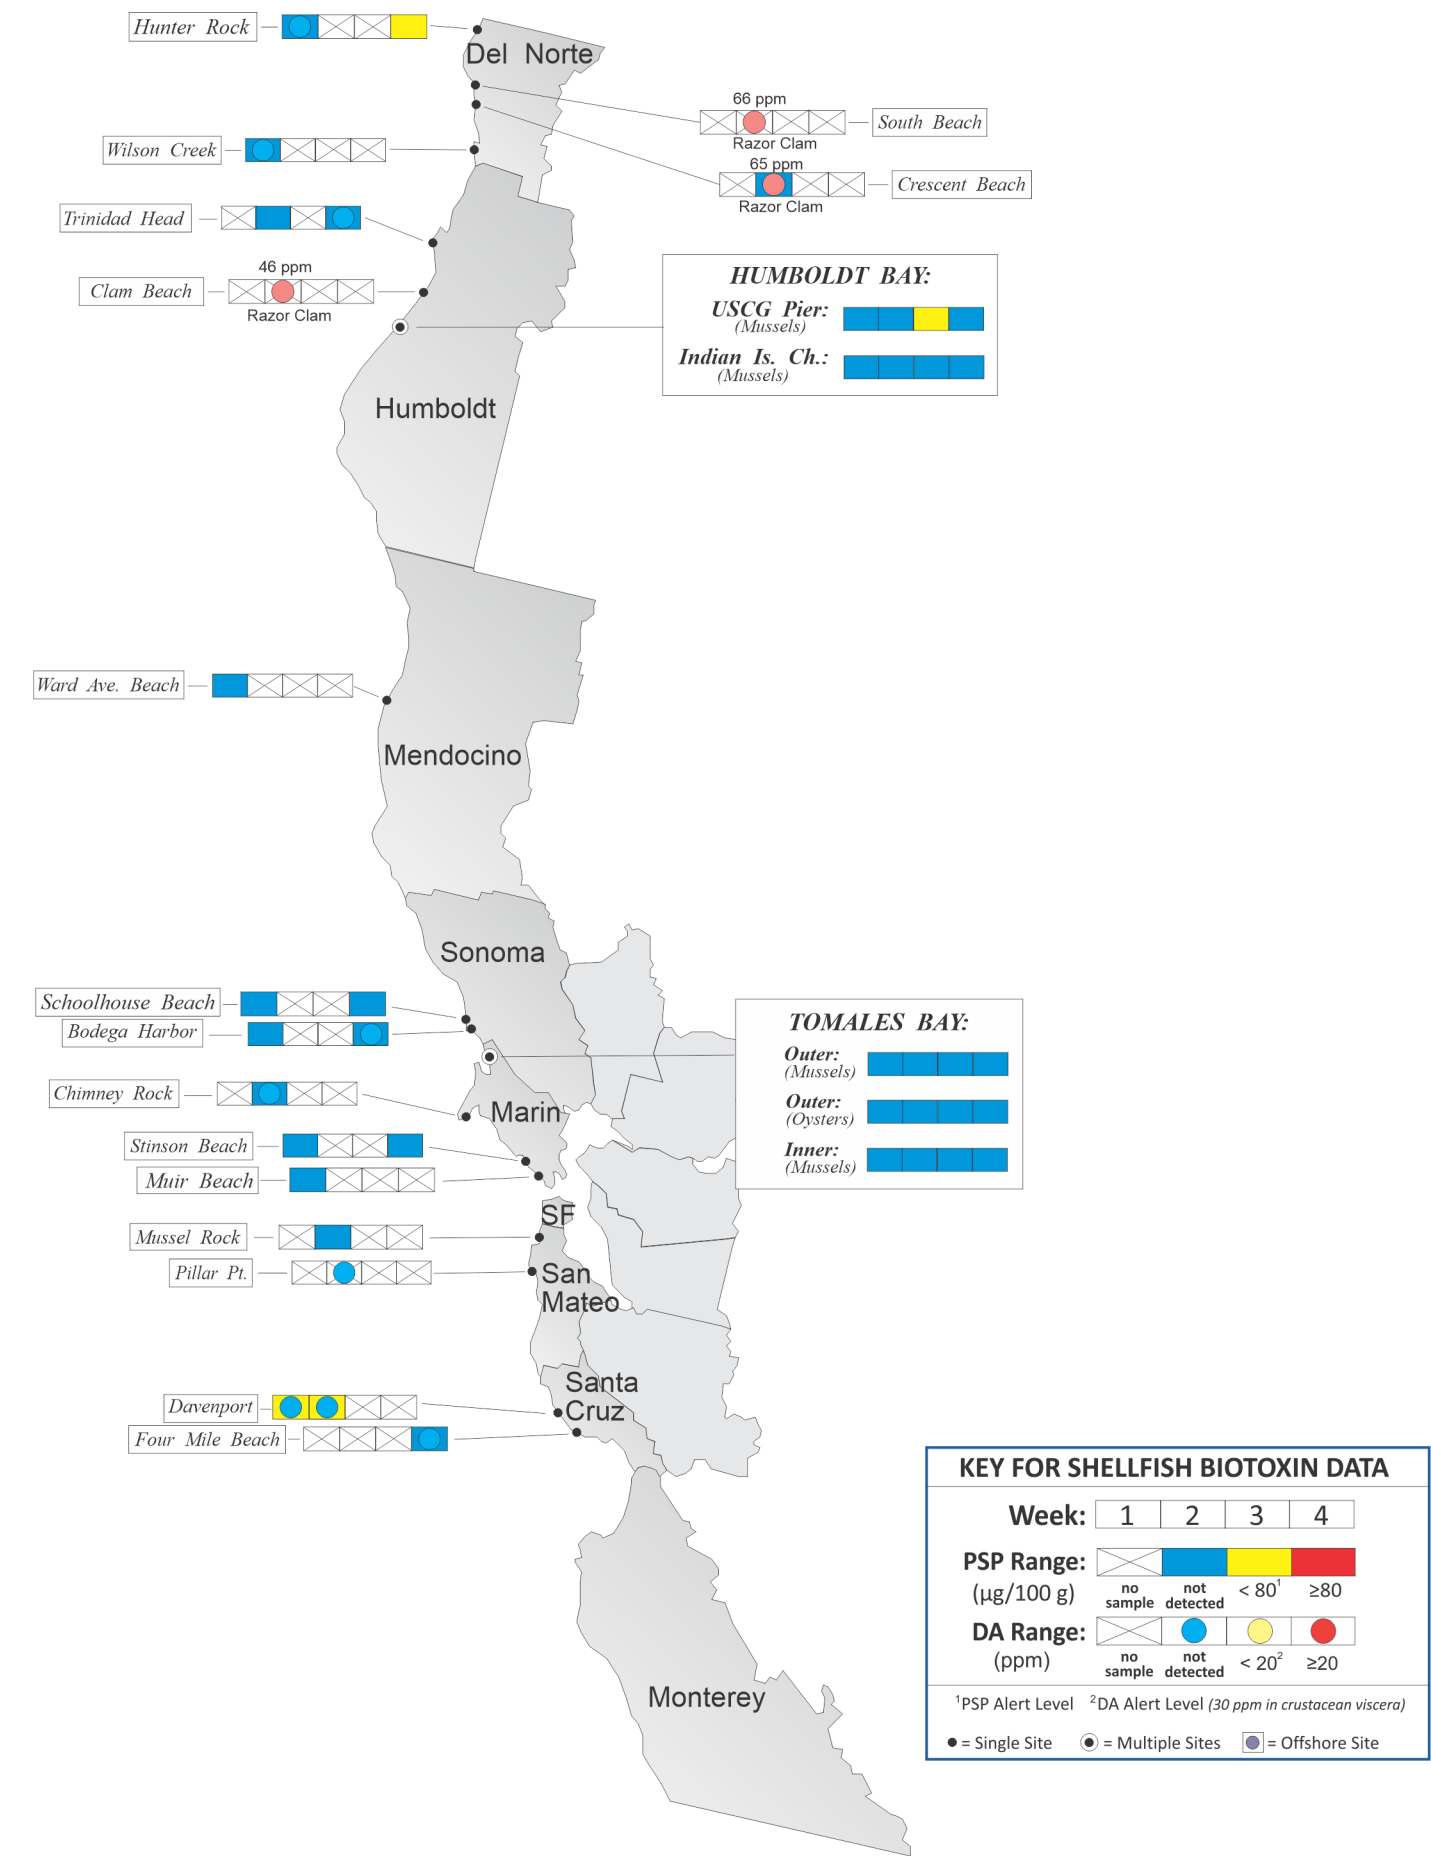 Hunter Rock
Del Norte
66 ppm
South Beach
Razor Clam
Wilson Creek
65 ppm
Crescent Beach
Razor Clam
Trinidad Head
46 ppm
Clam Beach
Razor Clam
HUMBOLDT BAY:
USCG Pier:
(Mussels)
Indian Is. Ch.:
(Mussels)
Humboldt
Ward Ave. Beach
Mendocino
Sonoma
Schoolhouse Beach
Bodega Harbor
TOMALES BAY:
Outer:
(Mussels)
Outer:
(Oysters)
Inner:
(Mussels)
Chimney Rock
Marin
Stinson Beach
Muir Beach
SF
Mussel Rock
Pillar Pt.
San
Mateo
Santa
Cruz
Davenport
Four Mile Beach
Monterey
KEY FOR SHELLFISH BIOTOXIN DATA
Week: 1 2 3 4
PSP Range:
(µg/100 g) no sample not detected < 80¹ ≥80
DA Range:
(ppm) no sample not detected < 20² ≥20
¹PSP Alert Level ²DA Alert Level (30 ppm in crustacean viscera)
= Single Site = Multiple Sites = Offshore Site